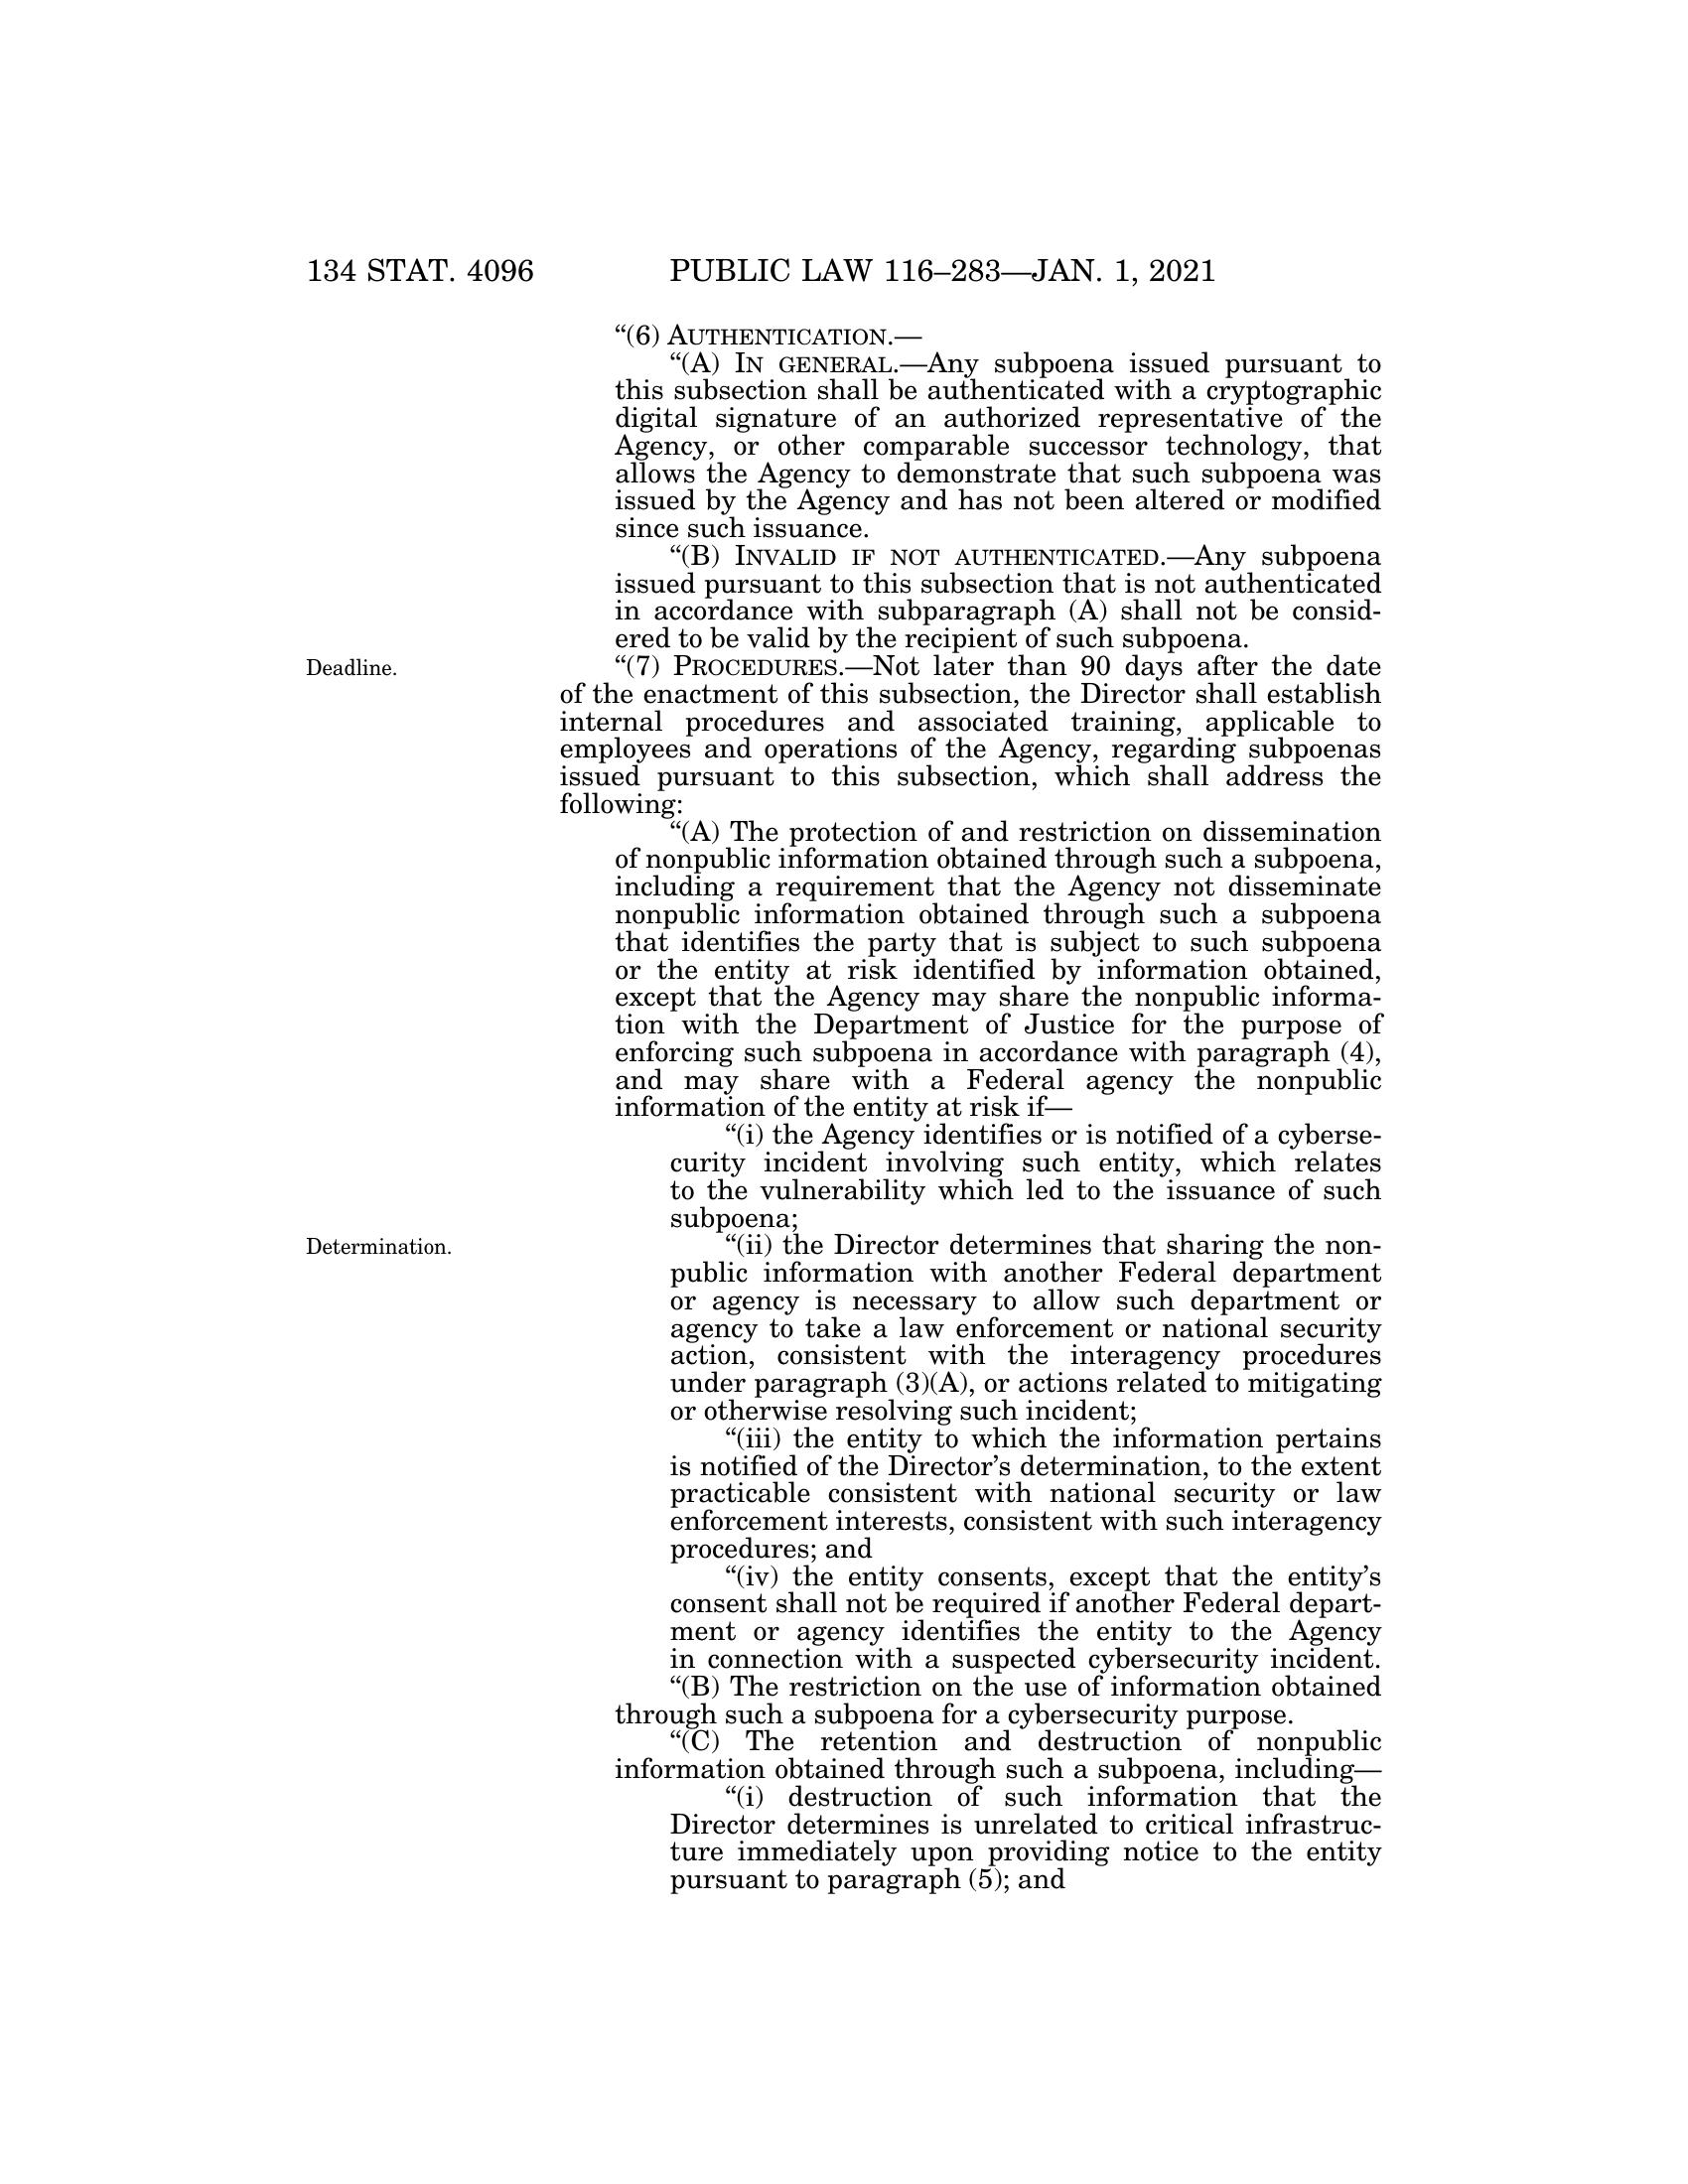 134 STAT. 4096 PUBLIC LAW 116–283—JAN. 1, 2021
“(6) AUTHENTICATION.—
“(A) IN GENERAL.—Any subpoena issued pursuant to
this subsection shall be authenticated with a cryptographic
digital signature of an authorized representative of the
Agency, or other comparable successor technology, that
allows the Agency to demonstrate that such subpoena was
issued by the Agency and has not been altered or modified
since such issuance.
“(B) INVALID IF NOT AUTHENTICATED.—Any subpoena
issued pursuant to this subsection that is not authenticated
in accordance with subparagraph (A) shall not be consid-
ered to be valid by the recipient of such subpoena.
Deadline.
“(7) PROCEDURES.—Not later than 90 days after the date
of the enactment of this subsection, the Director shall establish
internal procedures and associated training, applicable to
employees and operations of the Agency, regarding subpoenas
issued pursuant to this subsection, which shall address the
following:
“(A) The protection of and restriction on dissemination
of nonpublic information obtained through such a subpoena,
including a requirement that the Agency not disseminate
nonpublic information obtained through such a subpoena
that identifies the party that is subject to such subpoena
or the entity at risk identified by information obtained,
except that the Agency may share the nonpublic informa-
tion with the Department of Justice for the purpose of
enforcing such subpoena in accordance with paragraph (4),
and may share with a Federal agency the nonpublic
information of the entity at risk if—
“(i) the Agency identifies or is notified of a cyberse-
curity incident involving such entity, which relates
to the vulnerability which led to the issuance of such
subpoena;
Determination.
“(ii) the Director determines that sharing the non-
public information with another Federal department
or agency is necessary to allow such department or
agency to take a law enforcement or national security
action, consistent with the interagency procedures
under paragraph (3)(A), or actions related to mitigating
or otherwise resolving such incident;
“(iii) the entity to which the information pertains
is notified of the Director’s determination, to the extent
practicable consistent with national security or law
enforcement interests, consistent with such interagency
procedures; and
“(iv) the entity consents, except that the entity’s
consent shall not be required if another Federal depart-
ment or agency identifies the entity to the Agency
in connection with a suspected cybersecurity incident.
“(B) The restriction on the use of information obtained
through such a subpoena for a cybersecurity purpose.
“(C) The retention and destruction of nonpublic
information obtained through such a subpoena, including—
“(i) destruction of such information that the
Director determines is unrelated to critical infrastruc-
ture immediately upon providing notice to the entity
pursuant to paragraph (5); and